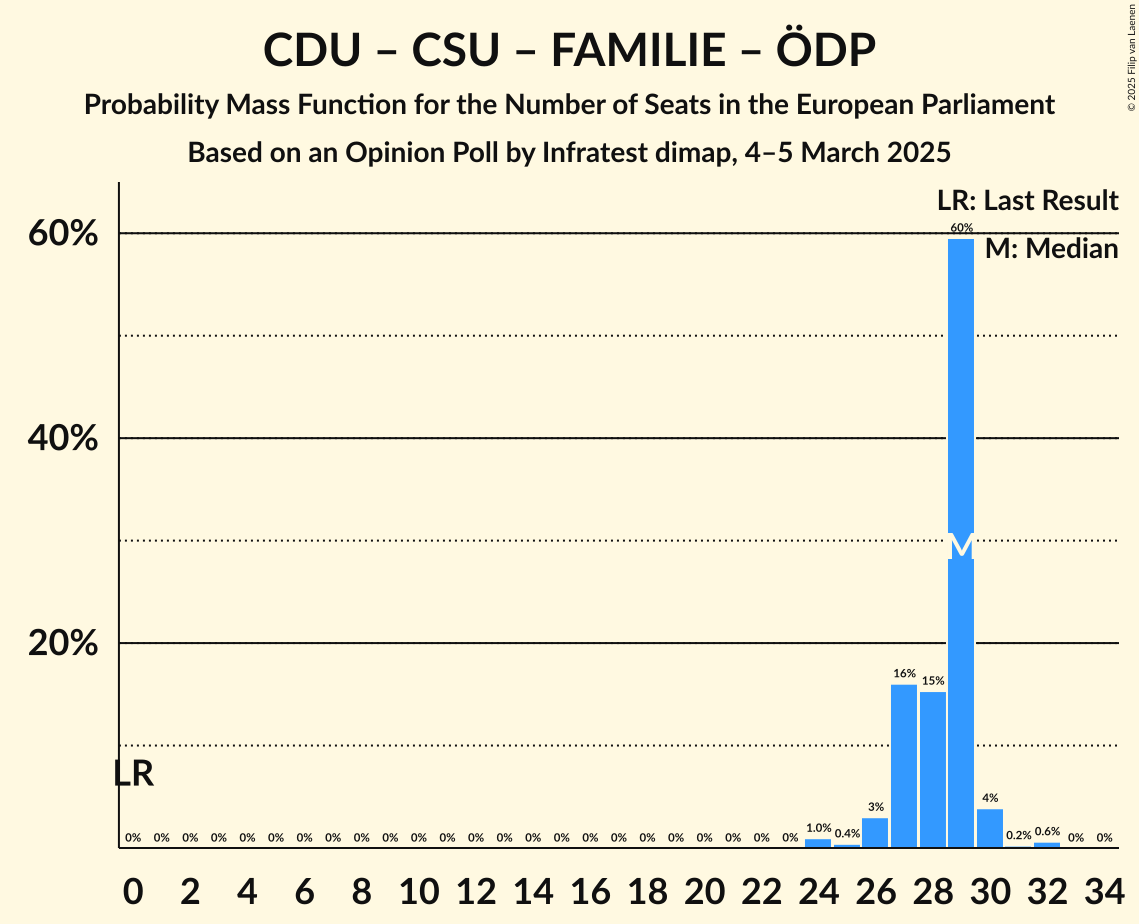 CDU – CSU – FAMILIE – ÖDP
Probability Mass Function for the Number of Seats in the European Parliament
Based on an Opinion Poll by Infratest dimap, 4–5 March 2025
© 2025 Filip van Laenen
LR: Last Result
M: Median
60%
40%
20%
60%
M
16% 15%
LR
0% 0% 0% 0% 0% 0% 0% 0% 0% 0% 0% 0% 0% 0% 0% 0% 0% 0% 0% 0% 0% 0% 0% 0% 1.0% 0.4% 3% 4% 0.2% 0.6% 0% 0%
0 2 4 6 8 10 12 14 16 18 20 22 24 26 28 30 32 34